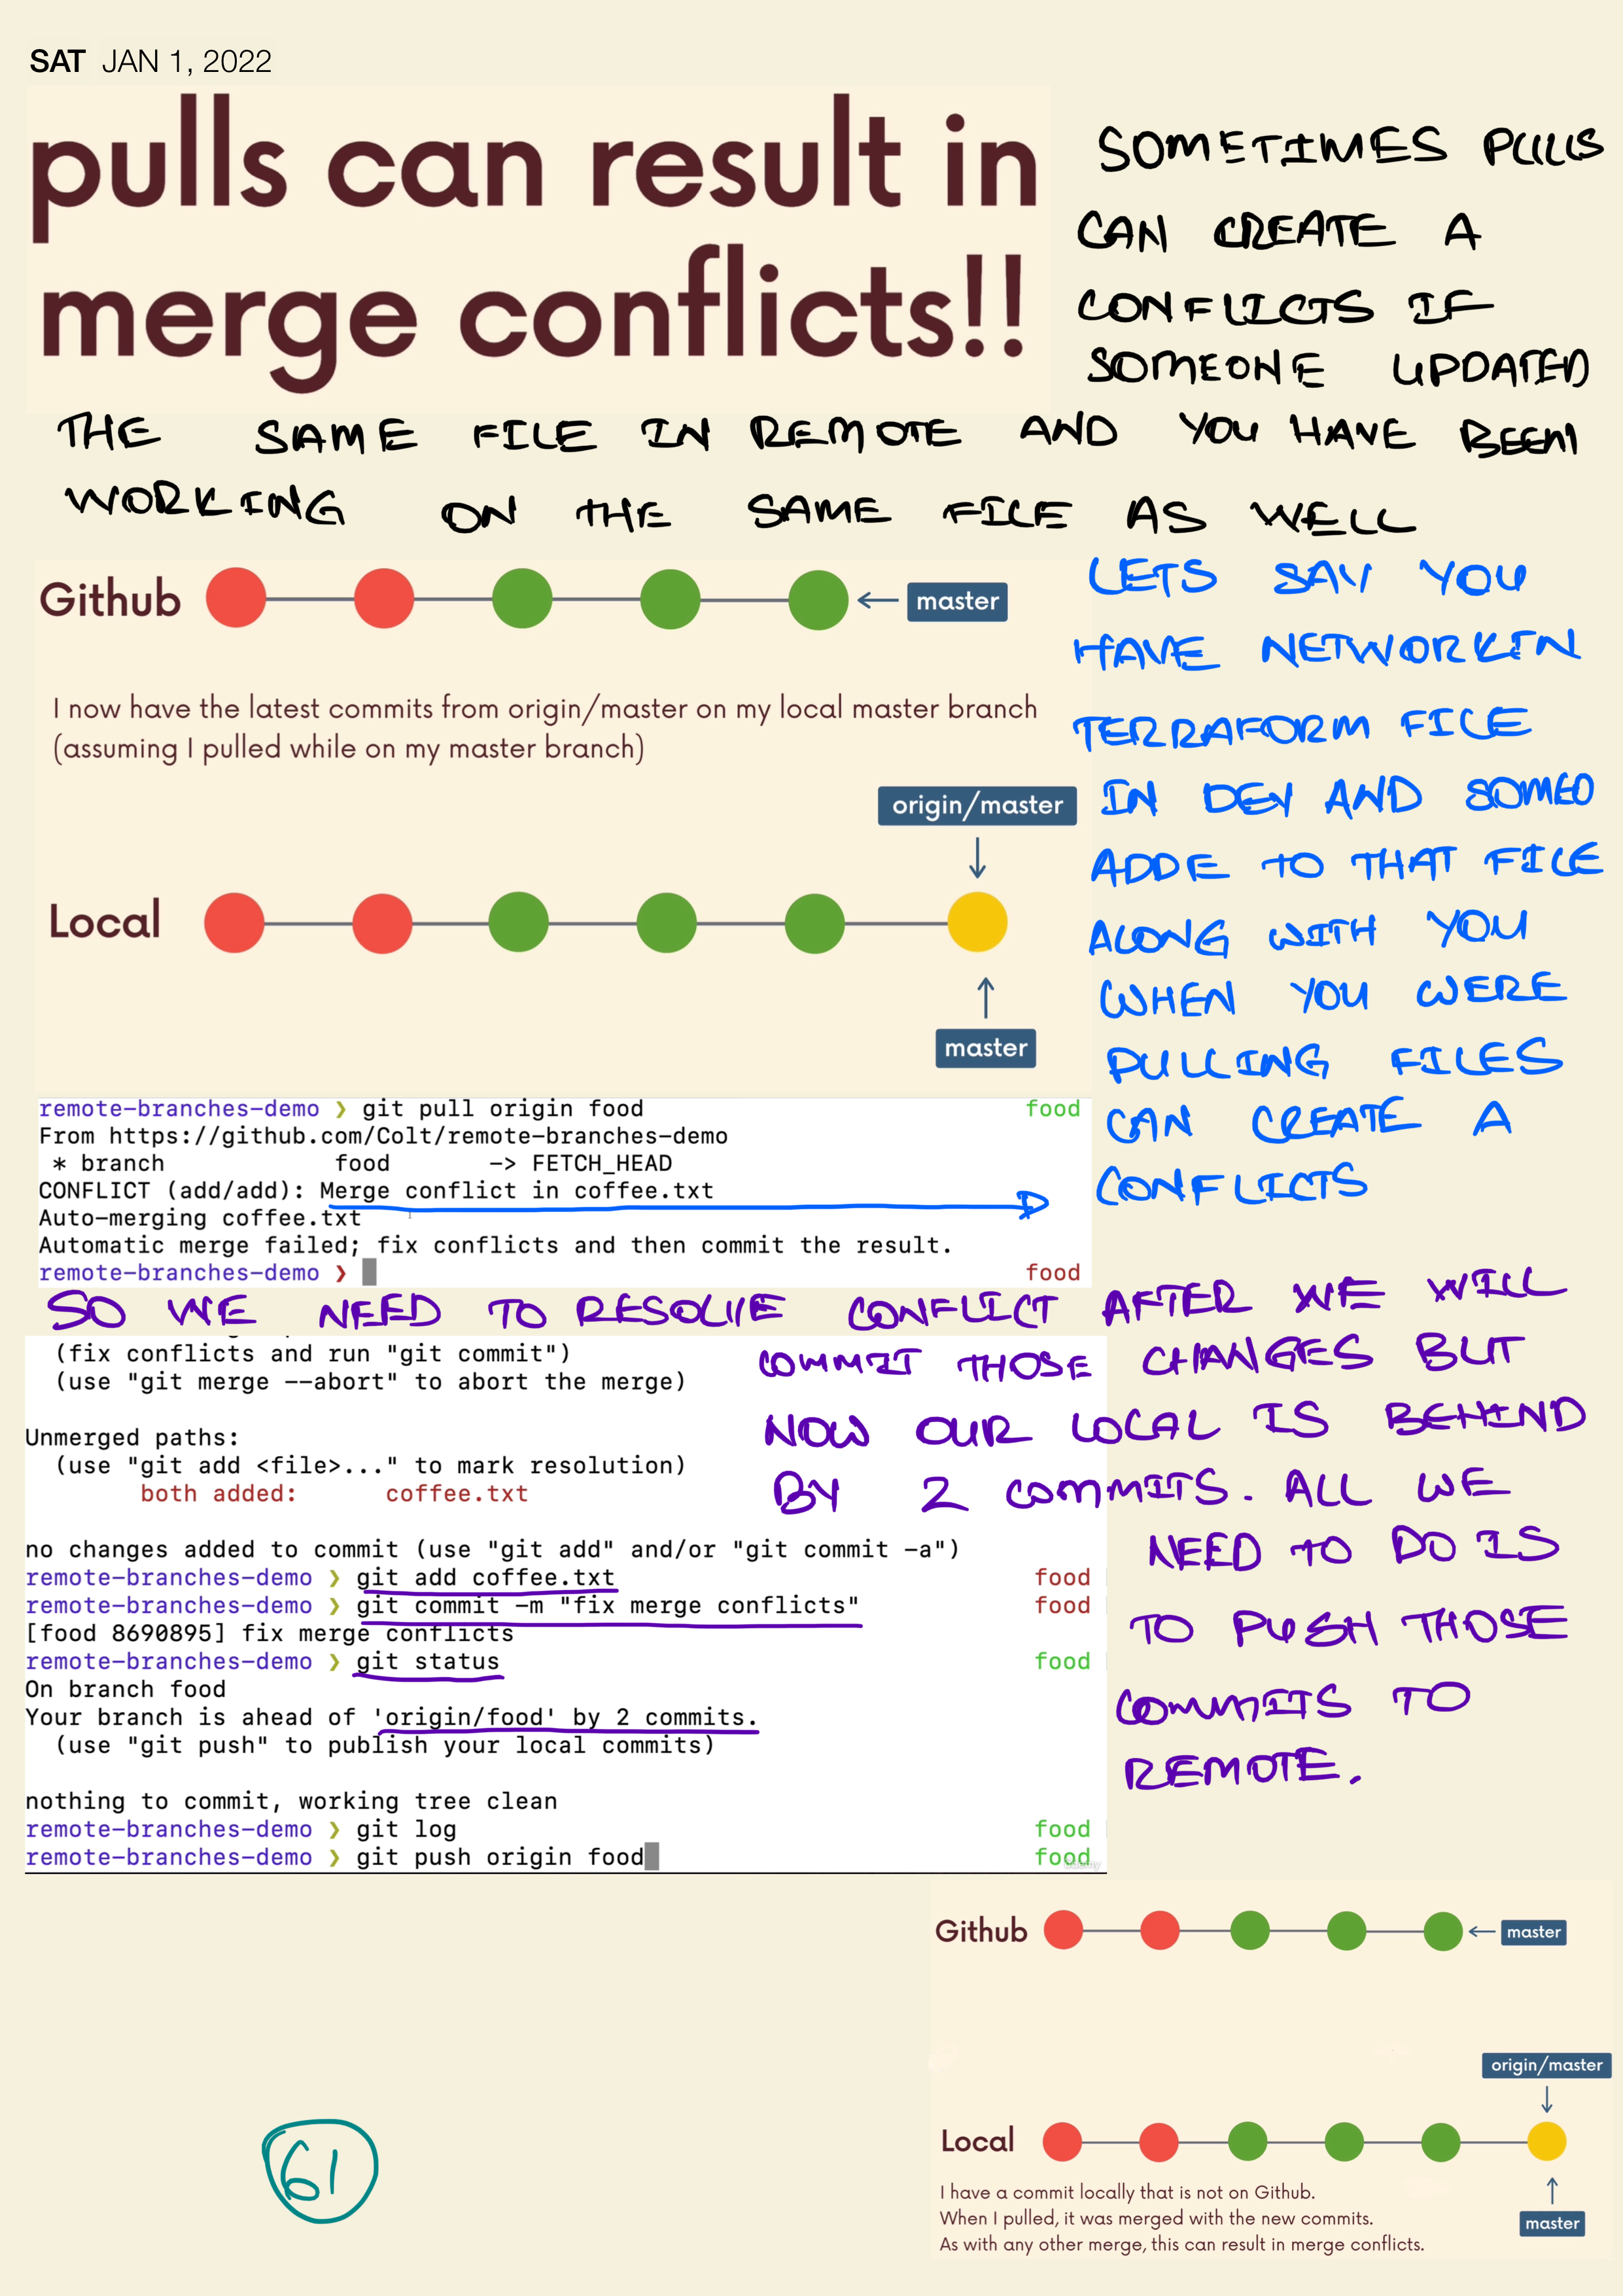 SAT JAN 1, 2022
pulls can result in
merge conflicts!!
SOMETIMES PULLS
CAN CREATE A
CONFLICTS IF
SOMEONE UPDATED
THE SAME FILE IN REMOTE AND YOU HAVE BEEN
WORKING ON THE SAME FILE AS WELL
Github
master
I now have the latest commits from origin/master on my local master branch
(assuming I pulled while on my master branch)
origin/master
Local
master
LETS SAY YOU
HAVE NETWORKIN
TERRAFORM FILE
IN DEV AND SOMEO
ADDE TO THAT FILE
ALONG WITH YOU
WHEN YOU WERE
PULLING FILES
CAN CREATE A
CONFLICTS
remote-branches-demo ❯ git pull origin food food
From https://github.com/Colt/remote-branches-demo
* branch food -> FETCH_HEAD
CONFLICT (add/add): Merge conflict in coffee.txt
Auto-merging coffee.txt
Automatic merge failed; fix conflicts and then commit the result.
remote-branches-demo ❯ food
SO WE NEED TO RESOLVE CONFLICT AFTER WE WILL
COMMIT THOSE CHANGES BUT
NOW OUR LOCAL IS BEHIND
BY 2 COMMITS. ALL WE
NEED TO DO IS
TO PUSH THOSE
COMMITS TO
REMOTE.
(fix conflicts and run "git commit")
(use "git merge --abort" to abort the merge)
Unmerged paths:
(use "git add <file>..." to mark resolution)
both added: coffee.txt
no changes added to commit (use "git add" and/or "git commit -a")
remote-branches-demo ❯ git add coffee.txt food
remote-branches-demo ❯ git commit -m "fix merge conflicts" food
[food 8690895] fix merge conflicts
remote-branches-demo ❯ git status food
On branch food
Your branch is ahead of 'origin/food' by 2 commits.
(use "git push" to publish your local commits)
nothing to commit, working tree clean
remote-branches-demo ❯ git log food
remote-branches-demo ❯ git push origin food food
Github
master
origin/master
Local
master
I have a commit locally that is not on Github.
When I pulled, it was merged with the new commits.
As with any other merge, this can result in merge conflicts.
61